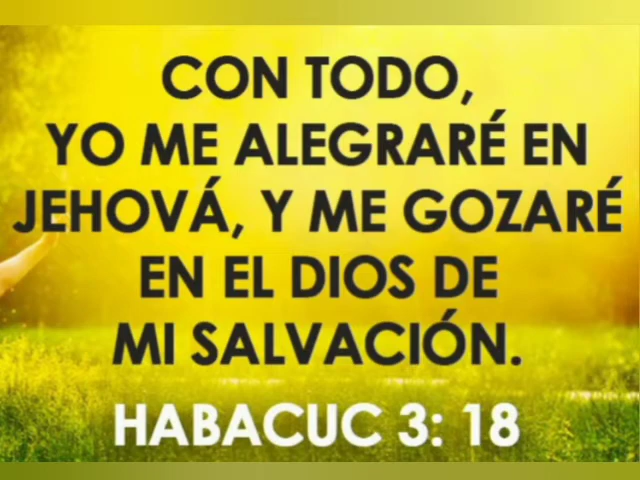 CON TODO,
YO ME ALEGRARÉ EN
JEHOVÁ, Y ME GOZARÉ
EN EL DIOS DE
MI SALVACIÓN.
HABACUC 3: 18